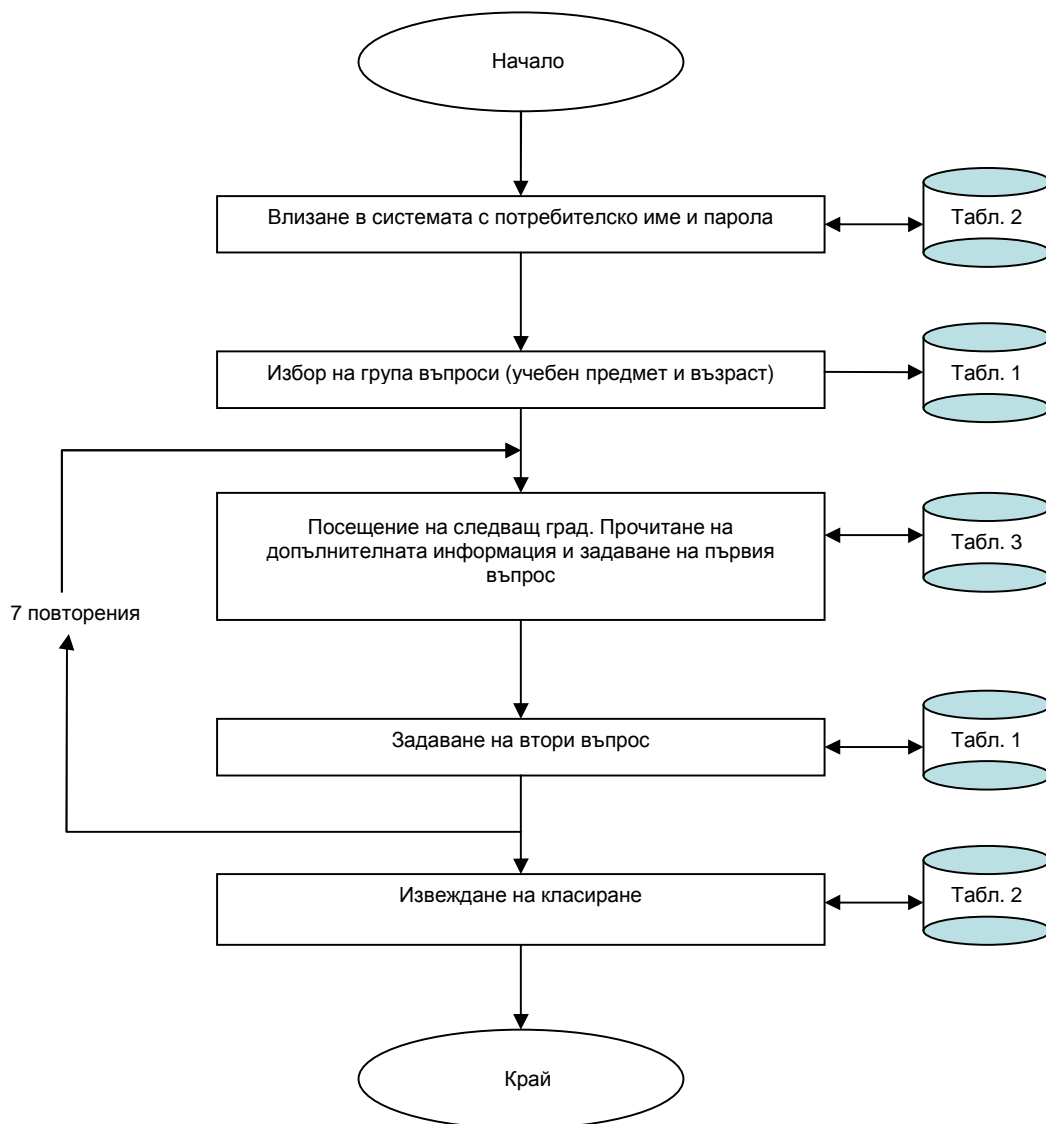 Начало
Влизане в системата с потребителско име и парола
Табл. 2
Избор на група въпроси (учебен предмет и възраст)
Табл. 1
Посещение на следващ град. Прочитане на
допълнителната информация и задаване на първия
въпрос
Табл. 3
7 повторения
Задаване на втори въпрос
Табл. 1
Извеждане на класиране
Табл. 2
Край